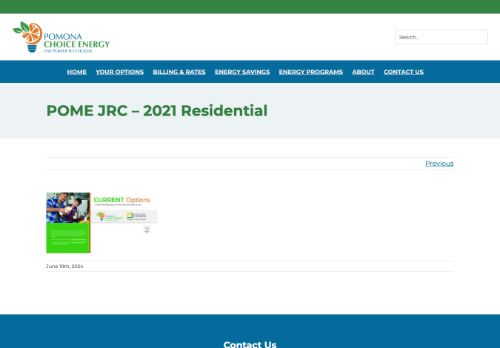 POMONA
CHOICE ENERGY
THE POWER TO CHOOSE
Search...
HOME YOUR OPTIONS BILLING & RATES ENERGY SAVINGS ENERGY PROGRAMS ABOUT CONTACT US
POME JRC – 2021 Residential
Previous
CURRENT Options
June 19th, 2024
Contact Us